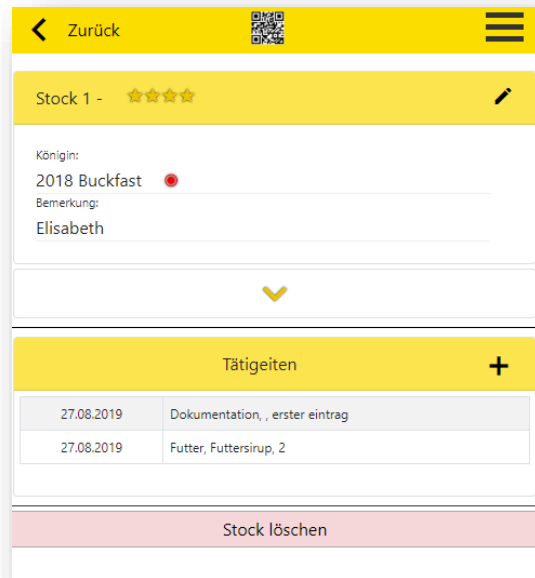 Zurück
Stock 1 -
Königin:
2018 Buckfast
Bemerkung:
Elisabeth
Tätigeiten
27.08.2019 Dokumentation, , erster eintrag
27.08.2019 Futter, Futtersirup, 2
Stock löschen